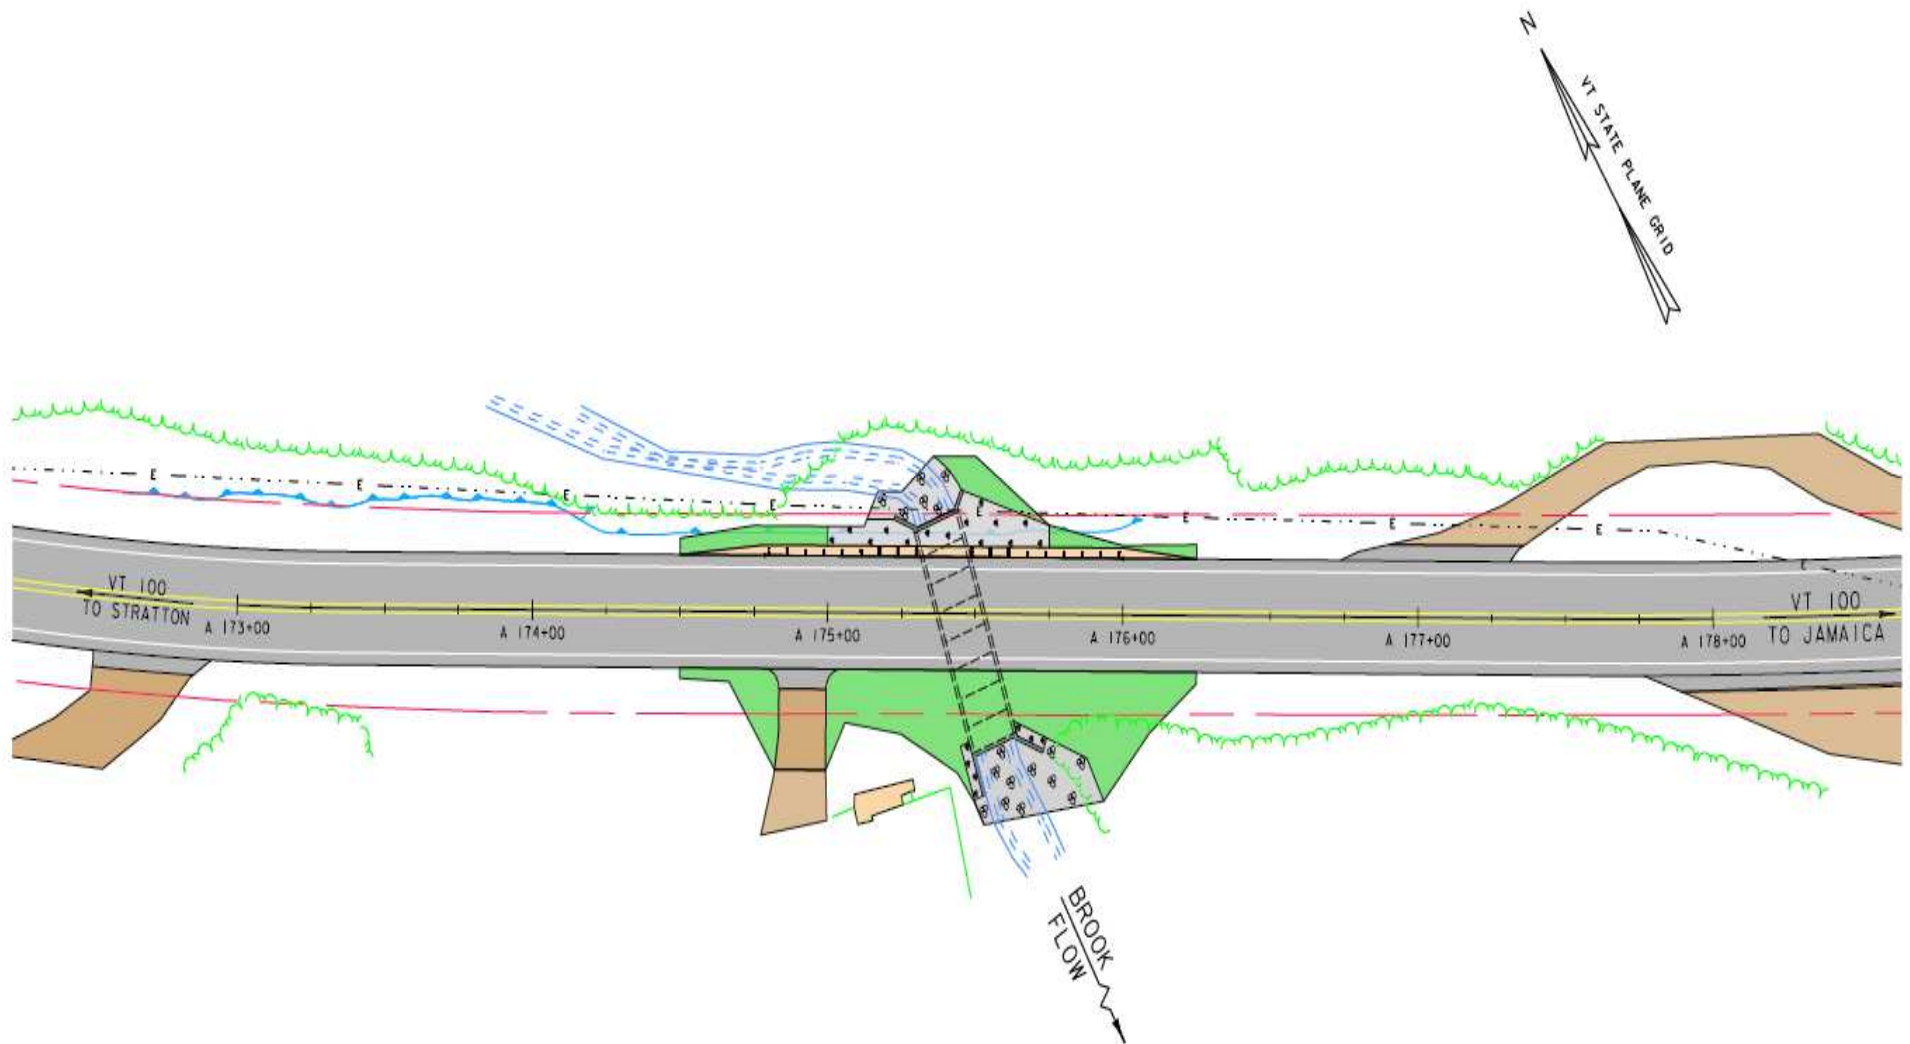 N
VT STATE PLANE GRID
E
E
E
E
E
E
E
E
E
VT 100
TO STRATTON
A 173+00
A 174+00
A 175+00
A 176+00
A 177+00
A 178+00
VT 100
TO JAMAICA
BROOK
FLOW